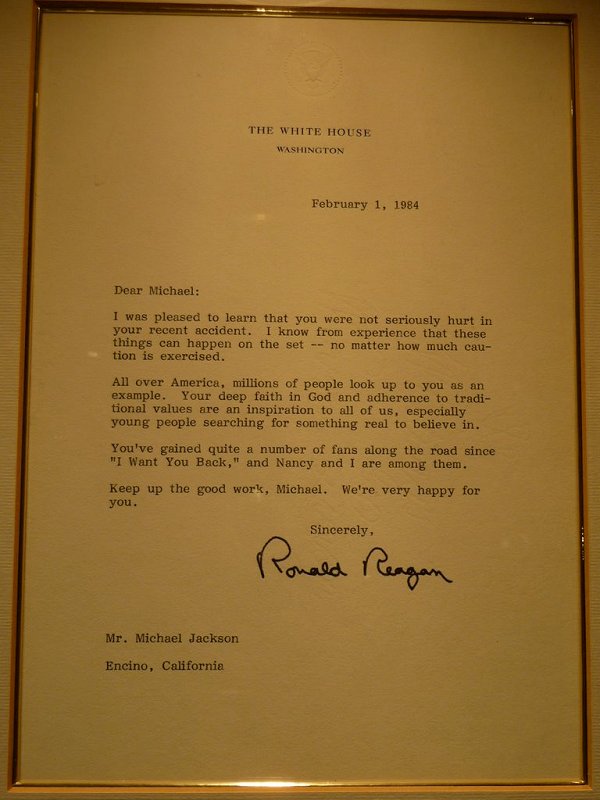 THE WHITE HOUSE
WASHINGTON
February 1, 1984
Dear Michael:
I was pleased to learn that you were not seriously hurt in
your recent accident. I know from experience that these
things can happen on the set -- no matter how much cau-
tion is exercised.
All over America, millions of people look up to you as an
example. Your deep faith in God and adherence to tradi-
tional values are an inspiration to all of us, especially
young people searching for something real to believe in.
You've gained quite a number of fans along the road since
"I Want You Back," and Nancy and I are among them.
Keep up the good work, Michael. We're very happy for
you.
Sincerely,
Ronald Reagan
Mr. Michael Jackson
Encino, California